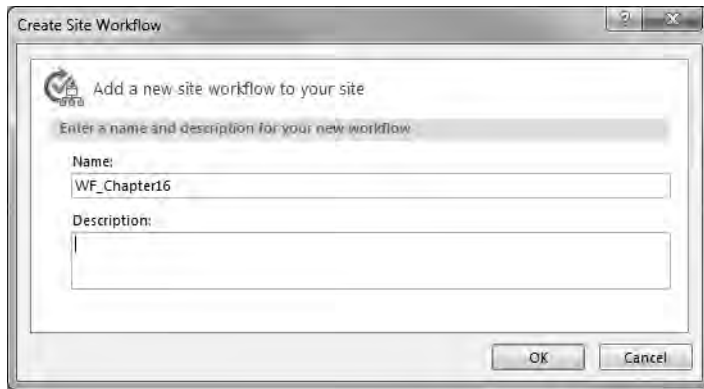 Create Site Workflow
?
Add a new site workflow to your site
Enter a name and description for your new workflow
Name:
WF_Chapter16
Description:
OK
Cancel